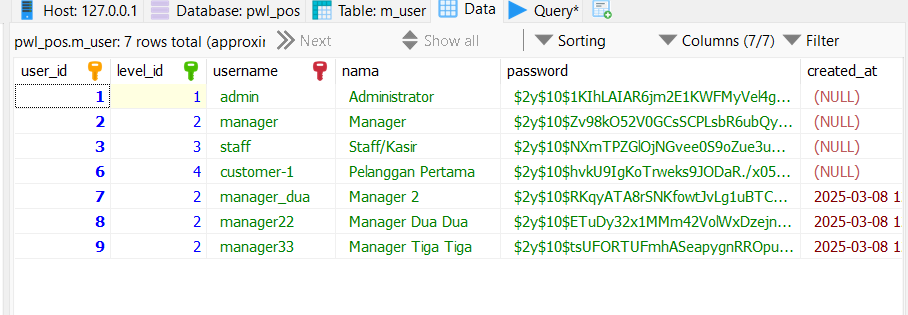 Host: 127.0.0.1 Database: pwl_pos Table: m_user Data Query*
pwl_pos.m_user: 7 rows total (approxir Next Show all Sorting Columns (7/7) Filter
user_id level_id username nama password created_at
1 1 admin Administrator $2y$10$1KIhLAIAR6jm2E1KWFMyVel4g... (NULL)
2 2 manager Manager $2y$10$Zv98kO52V0GCsSCPLsbR6ubQy... (NULL)
3 3 staff Staff/Kasir $2y$10$NXmTPZGlOjNGvee0S9oZue3u... (NULL)
6 4 customer-1 Pelanggan Pertama $2y$10$hvkU9IgKoTrweks9JODaR./x05... (NULL)
7 2 manager_dua Manager 2 $2y$10$RKqyATA8rSNKfowtJvLg1uBTC... 2025-03-08 1
8 2 manager22 Manager Dua Dua $2y$10$ETuDy32x1MMm42VolWxDzejn... 2025-03-08 1
9 2 manager33 Manager Tiga Tiga $2y$10$tsUFORTUFmhASeapygnRROpu... 2025-03-08 1